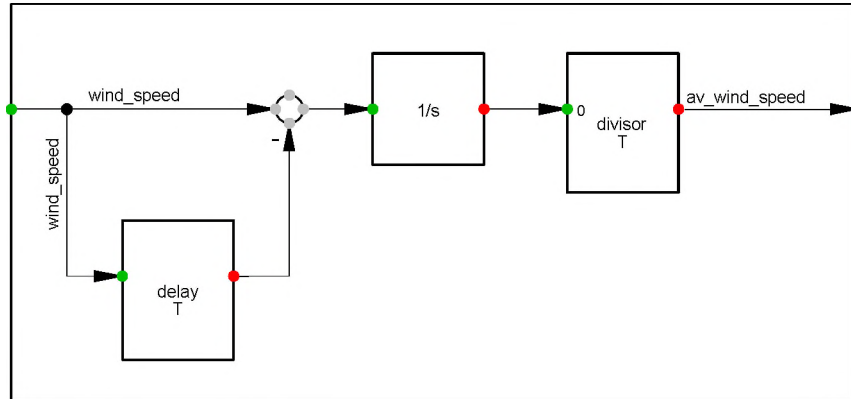 wind_speed
1/s
0
divisor
T
av_wind_speed
-
wind_speed
delay
T